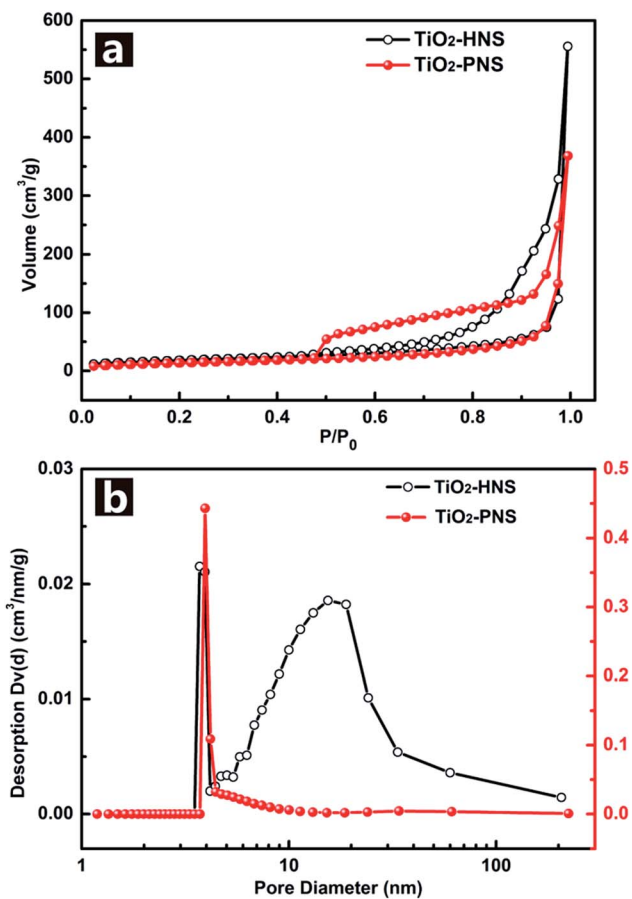 a
TiO2-HNS
TiO2-PNS
600
500
400
300
200
100
0
Volume (cm³/g)
0.0 0.2 0.4 0.6 0.8 1.0
P/P0
b
TiO2-HNS
TiO2-PNS
0.03
0.02
0.01
0.00
Desorption Dv(d) (cm³/nm/g)
0.5
0.4
0.3
0.2
0.1
0.0
1 10 100
Pore Diameter (nm)